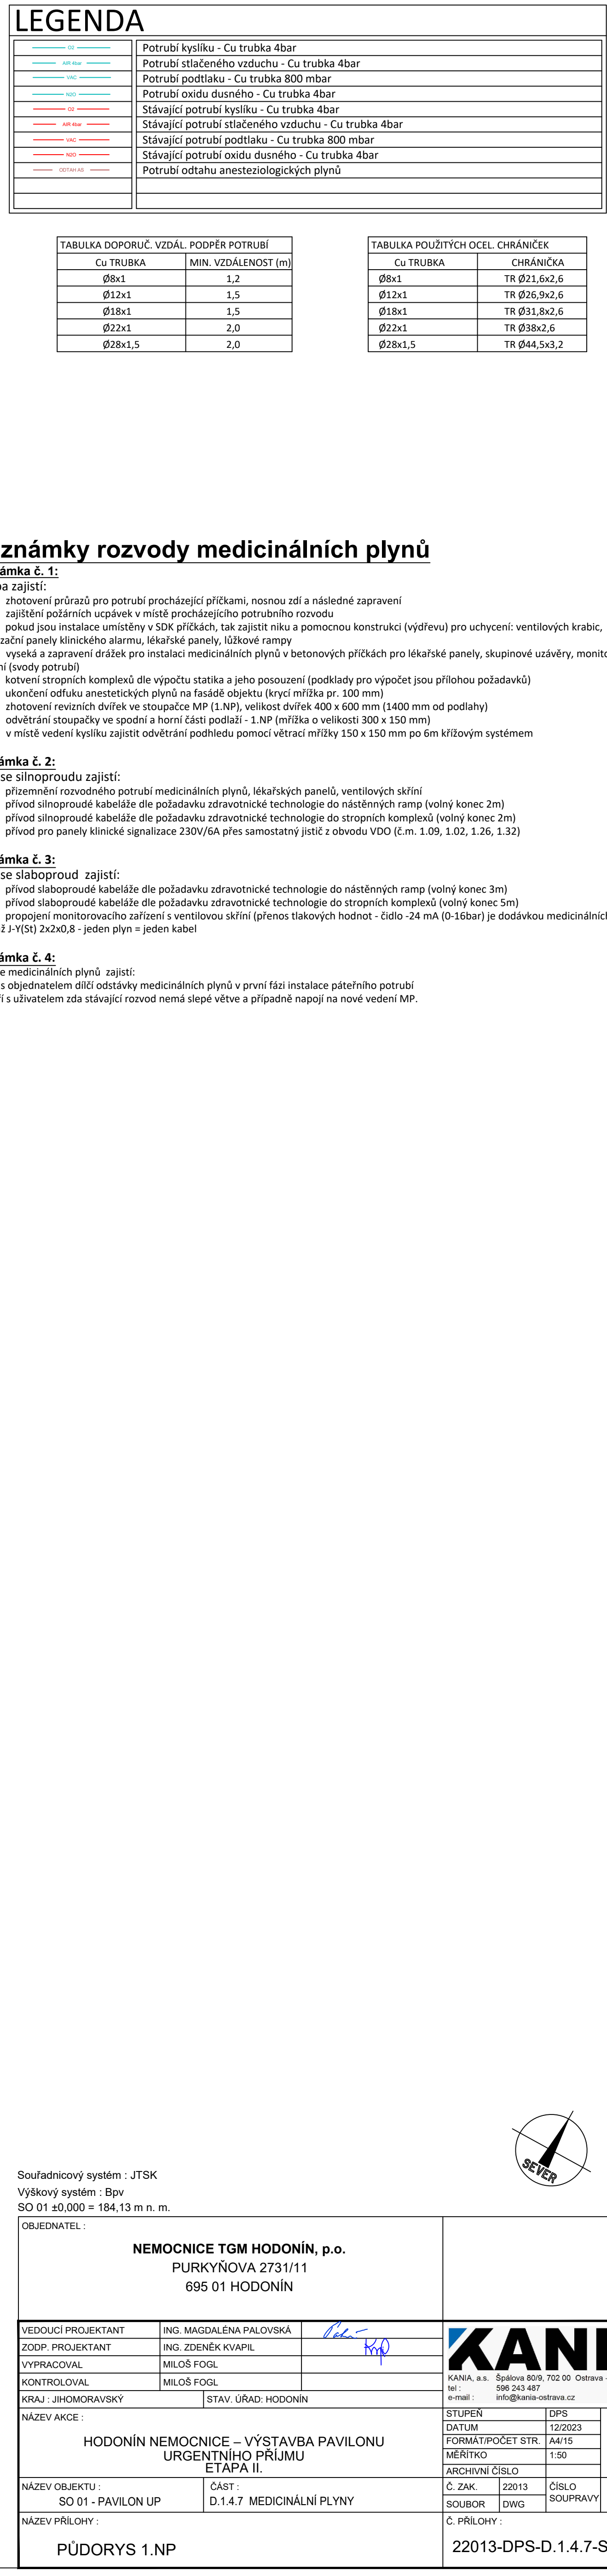 LEGENDA
O2 Potrubí kyslíku - Cu trubka 4bar
AIR 4bar Potrubí stlačeného vzduchu - Cu trubka 4bar
VAC Potrubí podtlaku - Cu trubka 800 mbar
N2O Potrubí oxidu dusného - Cu trubka 4bar
O2 Stávající potrubí kyslíku - Cu trubka 4bar
AIR 4bar Stávající potrubí stlačeného vzduchu - Cu trubka 4bar
VAC Stávající potrubí podtlaku - Cu trubka 800 mbar
N2O Stávající potrubí oxidu dusného - Cu trubka 4bar
ODTAH AS. Potrubí odtahu anesteziologických plynů
TABULKA DOPORUČ. VZDÁL. PODPĚR POTRUBÍ
Cu TRUBKA MIN. VZDÁLENOST (m)
Ø8x1 1,2
Ø12x1 1,5
Ø18x1 1,5
Ø22x1 2,0
Ø28x1,5 2,0
TABULKA POUŽITÝCH OCEL. CHRÁNIČEK
Cu TRUBKA CHRÁNIČKA
Ø8x1 TR Ø21,6x2,6
Ø12x1 TR Ø26,9x2,6
Ø18x1 TR Ø31,8x2,6
Ø22x1 TR Ø38x2,6
Ø28x1,5 TR Ø44,5x3,2
známky rozvody medicinálních plynů
ámka č. 1:
a zajistí:
zhotovení průrazů pro potrubí procházející příčkami, nosnou zdí a následné zapravení
zajištění požárních ucpávek v místě procházejícího potrubního rozvodu
pokud jsou instalace umístěny v SDK příčkách, tak zajistit niku a pomocnou konstrukci (výdřevu) pro uchycení: ventilových krabic,
zační panely klinického alarmu, lékařské panely, lůžkové rampy
vyseká a zapravení drážek pro instalaci medicinálních plynů v betonových příčkách pro lékařské panely, skupinové uzávěry, monito
ní (svody potrubí)
kotvení stropních komplexů dle výpočtu statika a jeho posouzení (podklady pro výpočet jsou přílohou požadavků)
ukončení odfuku anestetických plynů na fasádě objektu (krycí mřížka pr. 100 mm)
zhotovení revizních dvířek ve stoupačce MP (1.NP), velikost dvířek 400 x 600 mm (1400 mm od podlahy)
odvětrání stoupačky ve spodní a horní části podlaží - 1.NP (mřížka o velikosti 300 x 150 mm)
v místě vedení kyslíku zajistit odvětrání podhledu pomocí větrací mřížky 150 x 150 mm po 6m křížovým systémem
ámka č. 2:
se silnoproudu zajistí:
přizemnění rozvodného potrubí medicinálních plynů, lékařských panelů, ventilových skříní
přívod silnoproudé kabeláže dle požadavku zdravotnické technologie do nástěnných ramp (volný konec 2m)
přívod silnoproudé kabeláže dle požadavku zdravotnické technologie do stropních komplexů (volný konec 2m)
přívod pro panely klinické signalizace 230V/6A přes samostatný jistič z obvodu VDO (č.m. 1.09, 1.02, 1.26, 1.32)
ámka č. 3:
se slaboproud zajistí:
přívod slaboproudé kabeláže dle požadavku zdravotnické technologie do nástěnných ramp (volný konec 3m)
přívod slaboproudé kabeláže dle požadavku zdravotnické technologie do stropních komplexů (volný konec 5m)
propojení monitorovacího zařízení s ventilovou skříní (přenos tlakových hodnot - čidlo -24 mA (0-16bar) je dodávkou medicinálních
ž J-Y(St) 2x2x0,8 - jeden plyn = jeden kabel
ámka č. 4:
e medicinálních plynů zajistí:
s objednatelem dílčí odstávky medicinálních plynů v první fázi instalace páteřního potrubí
ří s uživatelem zda stávající rozvod nemá slepé větve a případně napojí na nové vedení MP.
SEVER
Souřadnicový systém : JTSK
Výškový systém : Bpv
SO 01 ±0,000 = 184,13 m n. m.
OBJEDNATEL :
NEMOCNICE TGM HODONÍN, p.o.
PURKYŇOVA 2731/11
695 01 HODONÍN
VEDOUCÍ PROJEKTANT ING. MAGDALÉNA PALOVSKÁ
ZODP. PROJEKTANT ING. ZDENĚK KVAPIL
VYPRACOVAL MILOŠ FOGL
KONTROLOVAL MILOŠ FOGL
KRAJ : JIHOMORAVSKÝ STAV. ÚŘAD: HODONÍN
KANI
KANIA, a.s. Špálova 80/9, 702 00 Ostrava -
tel : 596 243 487
e-mail : info@kania-ostrava.cz
NÁZEV AKCE :
HODONÍN NEMOCNICE – VÝSTAVBA PAVILONU
URGENTNÍHO PŘÍJMU
ETAPA II.
STUPEŇ DPS
DATUM 12/2023
FORMÁT/POČET STR. A4/15
MĚŘÍTKO 1:50
ARCHIVNÍ ČÍSLO
NÁZEV OBJEKTU :
SO 01 - PAVILON UP
ČÁST :
D.1.4.7 MEDICINÁLNÍ PLYNY
Č. ZAK. 22013
SOUBOR DWG
ČÍSLO
SOUPRAVY
NÁZEV PŘÍLOHY :
PŮDORYS 1.NP
Č. PŘÍLOHY :
22013-DPS-D.1.4.7-S